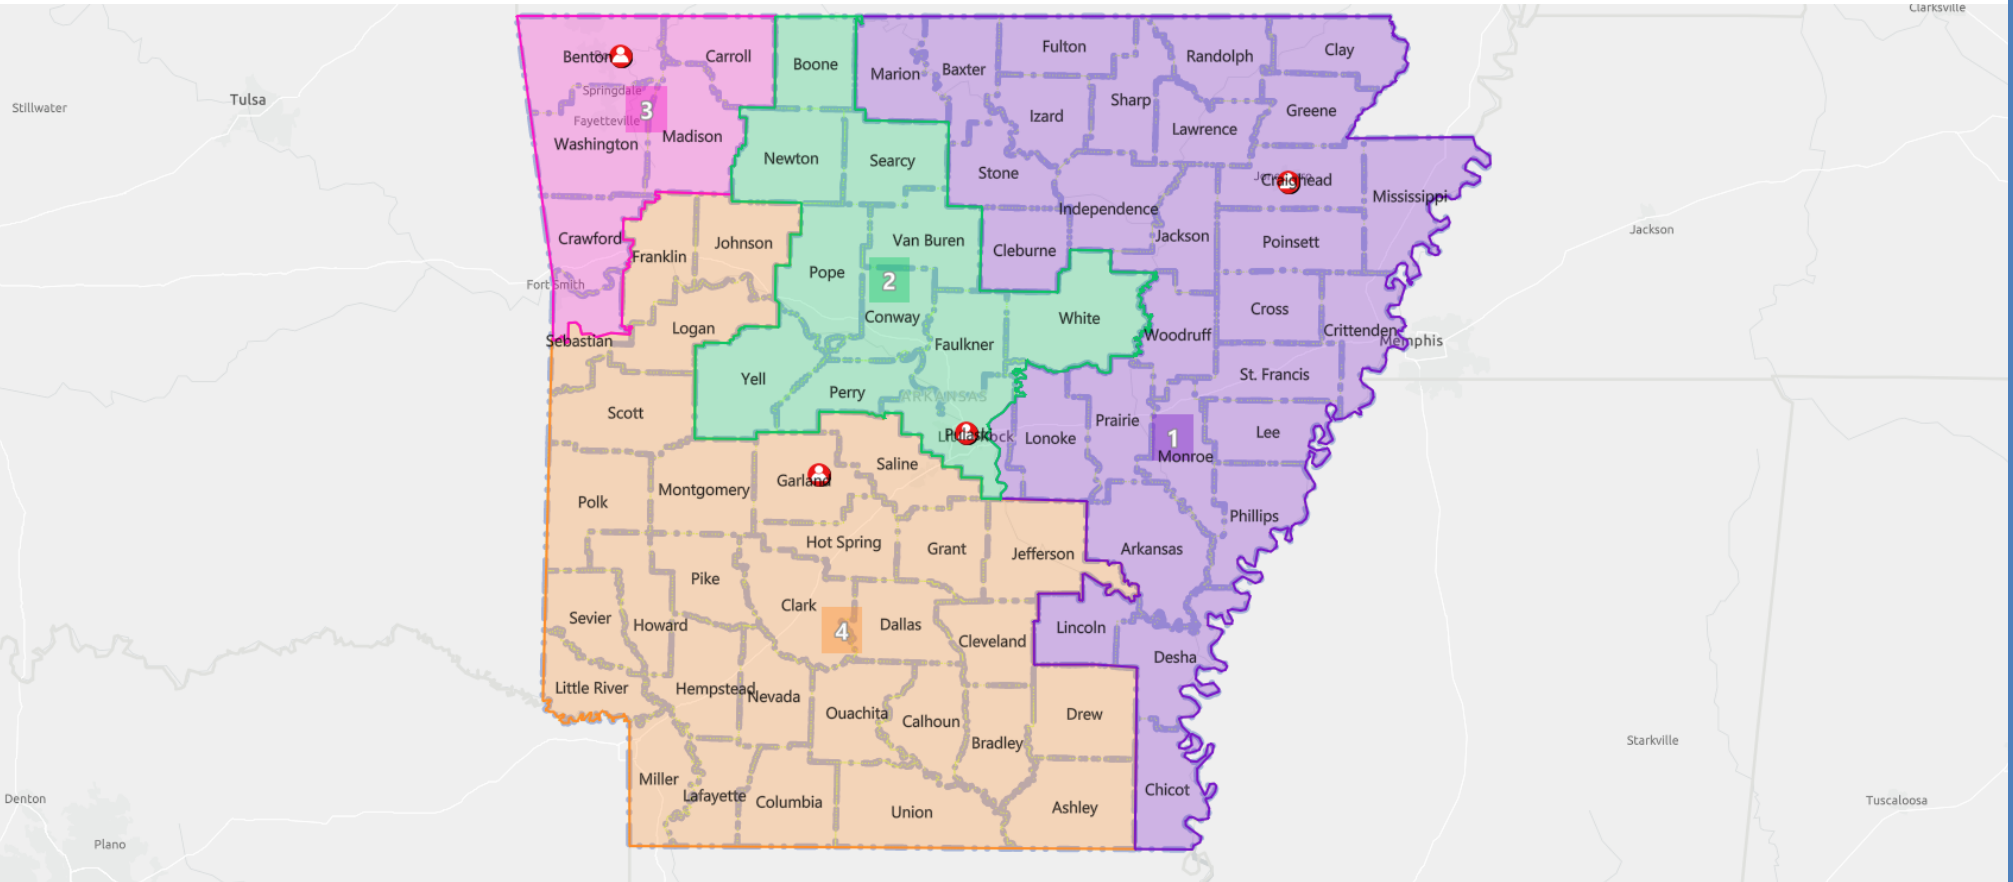 Clarksville
Stillwater
Tulsa
Benton
Carroll
Boone
Marion
Baxter
Fulton
Randolph
Clay
Springdale
3
Fayetteville
Washington
Madison
Izard
Sharp
Lawrence
Greene
Newton
Searcy
Stone
Craighead
Mississippi
Independence
Crawford
Franklin
Johnson
Van Buren
Cleburne
Jackson
Poinsett
Jackson
Fort Smith
Pope
2
Conway
White
Cross
Logan
Sebastian
Faulkner
Woodruff
Crittenden
Memphis
Yell
Perry
ARKANSAS
St. Francis
Scott
Pulaski
Lonoke
Prairie
1
Monroe
Lee
Saline
Garland
Polk
Montgomery
Phillips
Hot Spring
Grant
Jefferson
Arkansas
Pike
Clark
4
Dallas
Cleveland
Lincoln
Sevier
Howard
Desha
Little River
Hempstead
Nevada
Ouachita
Calhoun
Bradley
Drew
Starkville
Miller
Lafayette
Columbia
Union
Ashley
Chicot
Denton
Plano
Tuscaloosa